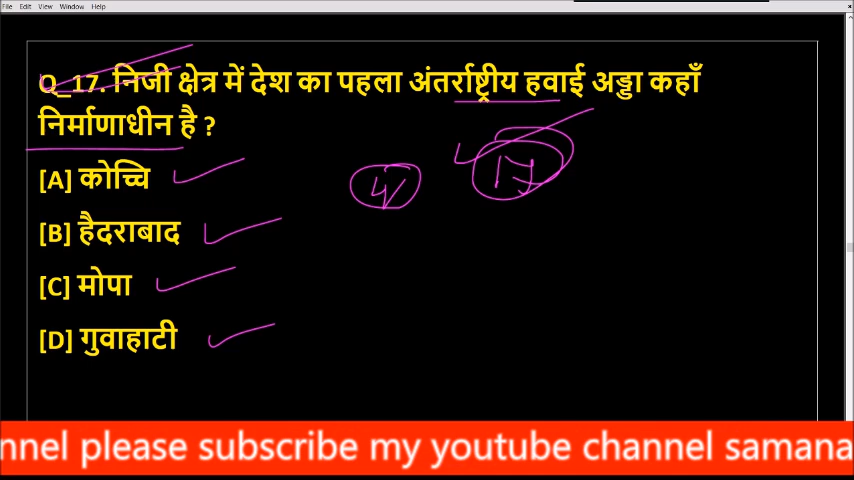 File Edit View Window Help
Q_17. निजी क्षेत्र में देश का पहला अंतर्राष्ट्रीय हवाई अड्डा कहाँ
निर्माणाधीन है ?
[A] कोच्चि
17
[B] हैदराबाद
[C] मोपा
[D] गुवाहाटी
nnel please subscribe my youtube channel samana